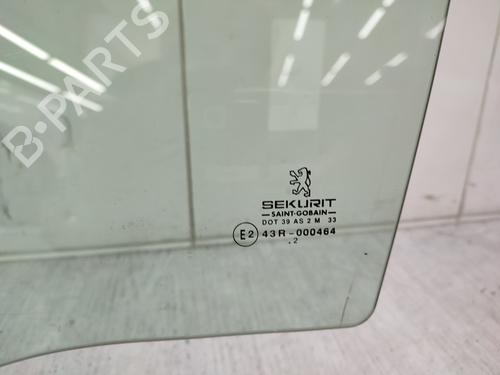 B-PARTS
SEKURIT
SAINT-GOBAIN
DOT 39 AS 2 M 33
E2 43R-000464
.2